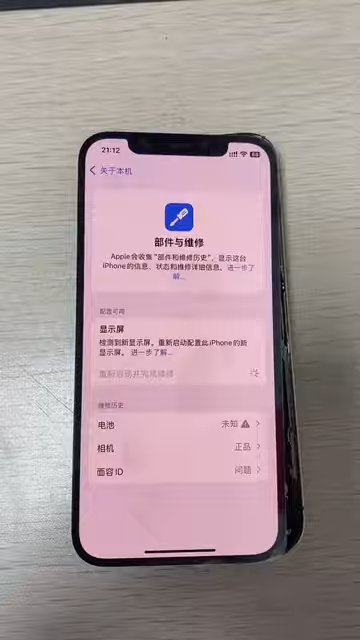 21:12
关于本机
部件与维修
Apple会收集“部件和维修历史”，显示这台
iPhone的信息、状态和维修详细信息。进一步了
解...
配置可用
显示屏
检测到新显示屏。重新启动配置此iPhone的新
显示屏。进一步了解...
重新启动并完成维修
维修历史
电池 未知
相机 正品
面容ID 问题